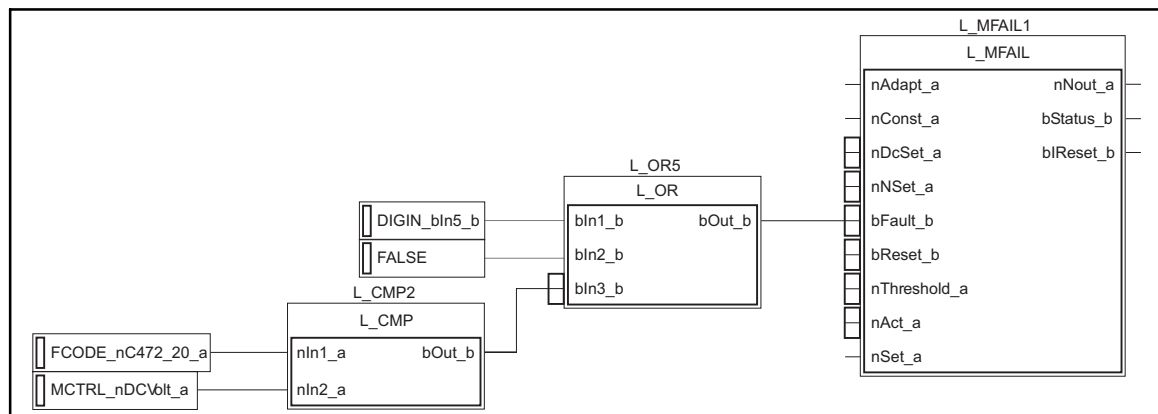 L_MFAIL1
L_MFAIL
nAdapt_a nNout_a
nConst_a bStatus_b
nDcSet_a bIReset_b
nNSet_a
bFault_b
bReset_b
nThreshold_a
nAct_a
nSet_a
L_OR5
L_OR
bIn1_b bOut_b
bIn2_b
bIn3_b
DIGIN_bIn5_b
FALSE
L_CMP2
L_CMP
nIn1_a bOut_b
nIn2_a
FCODE_nC472_20_a
MCTRL_nDCVolt_a